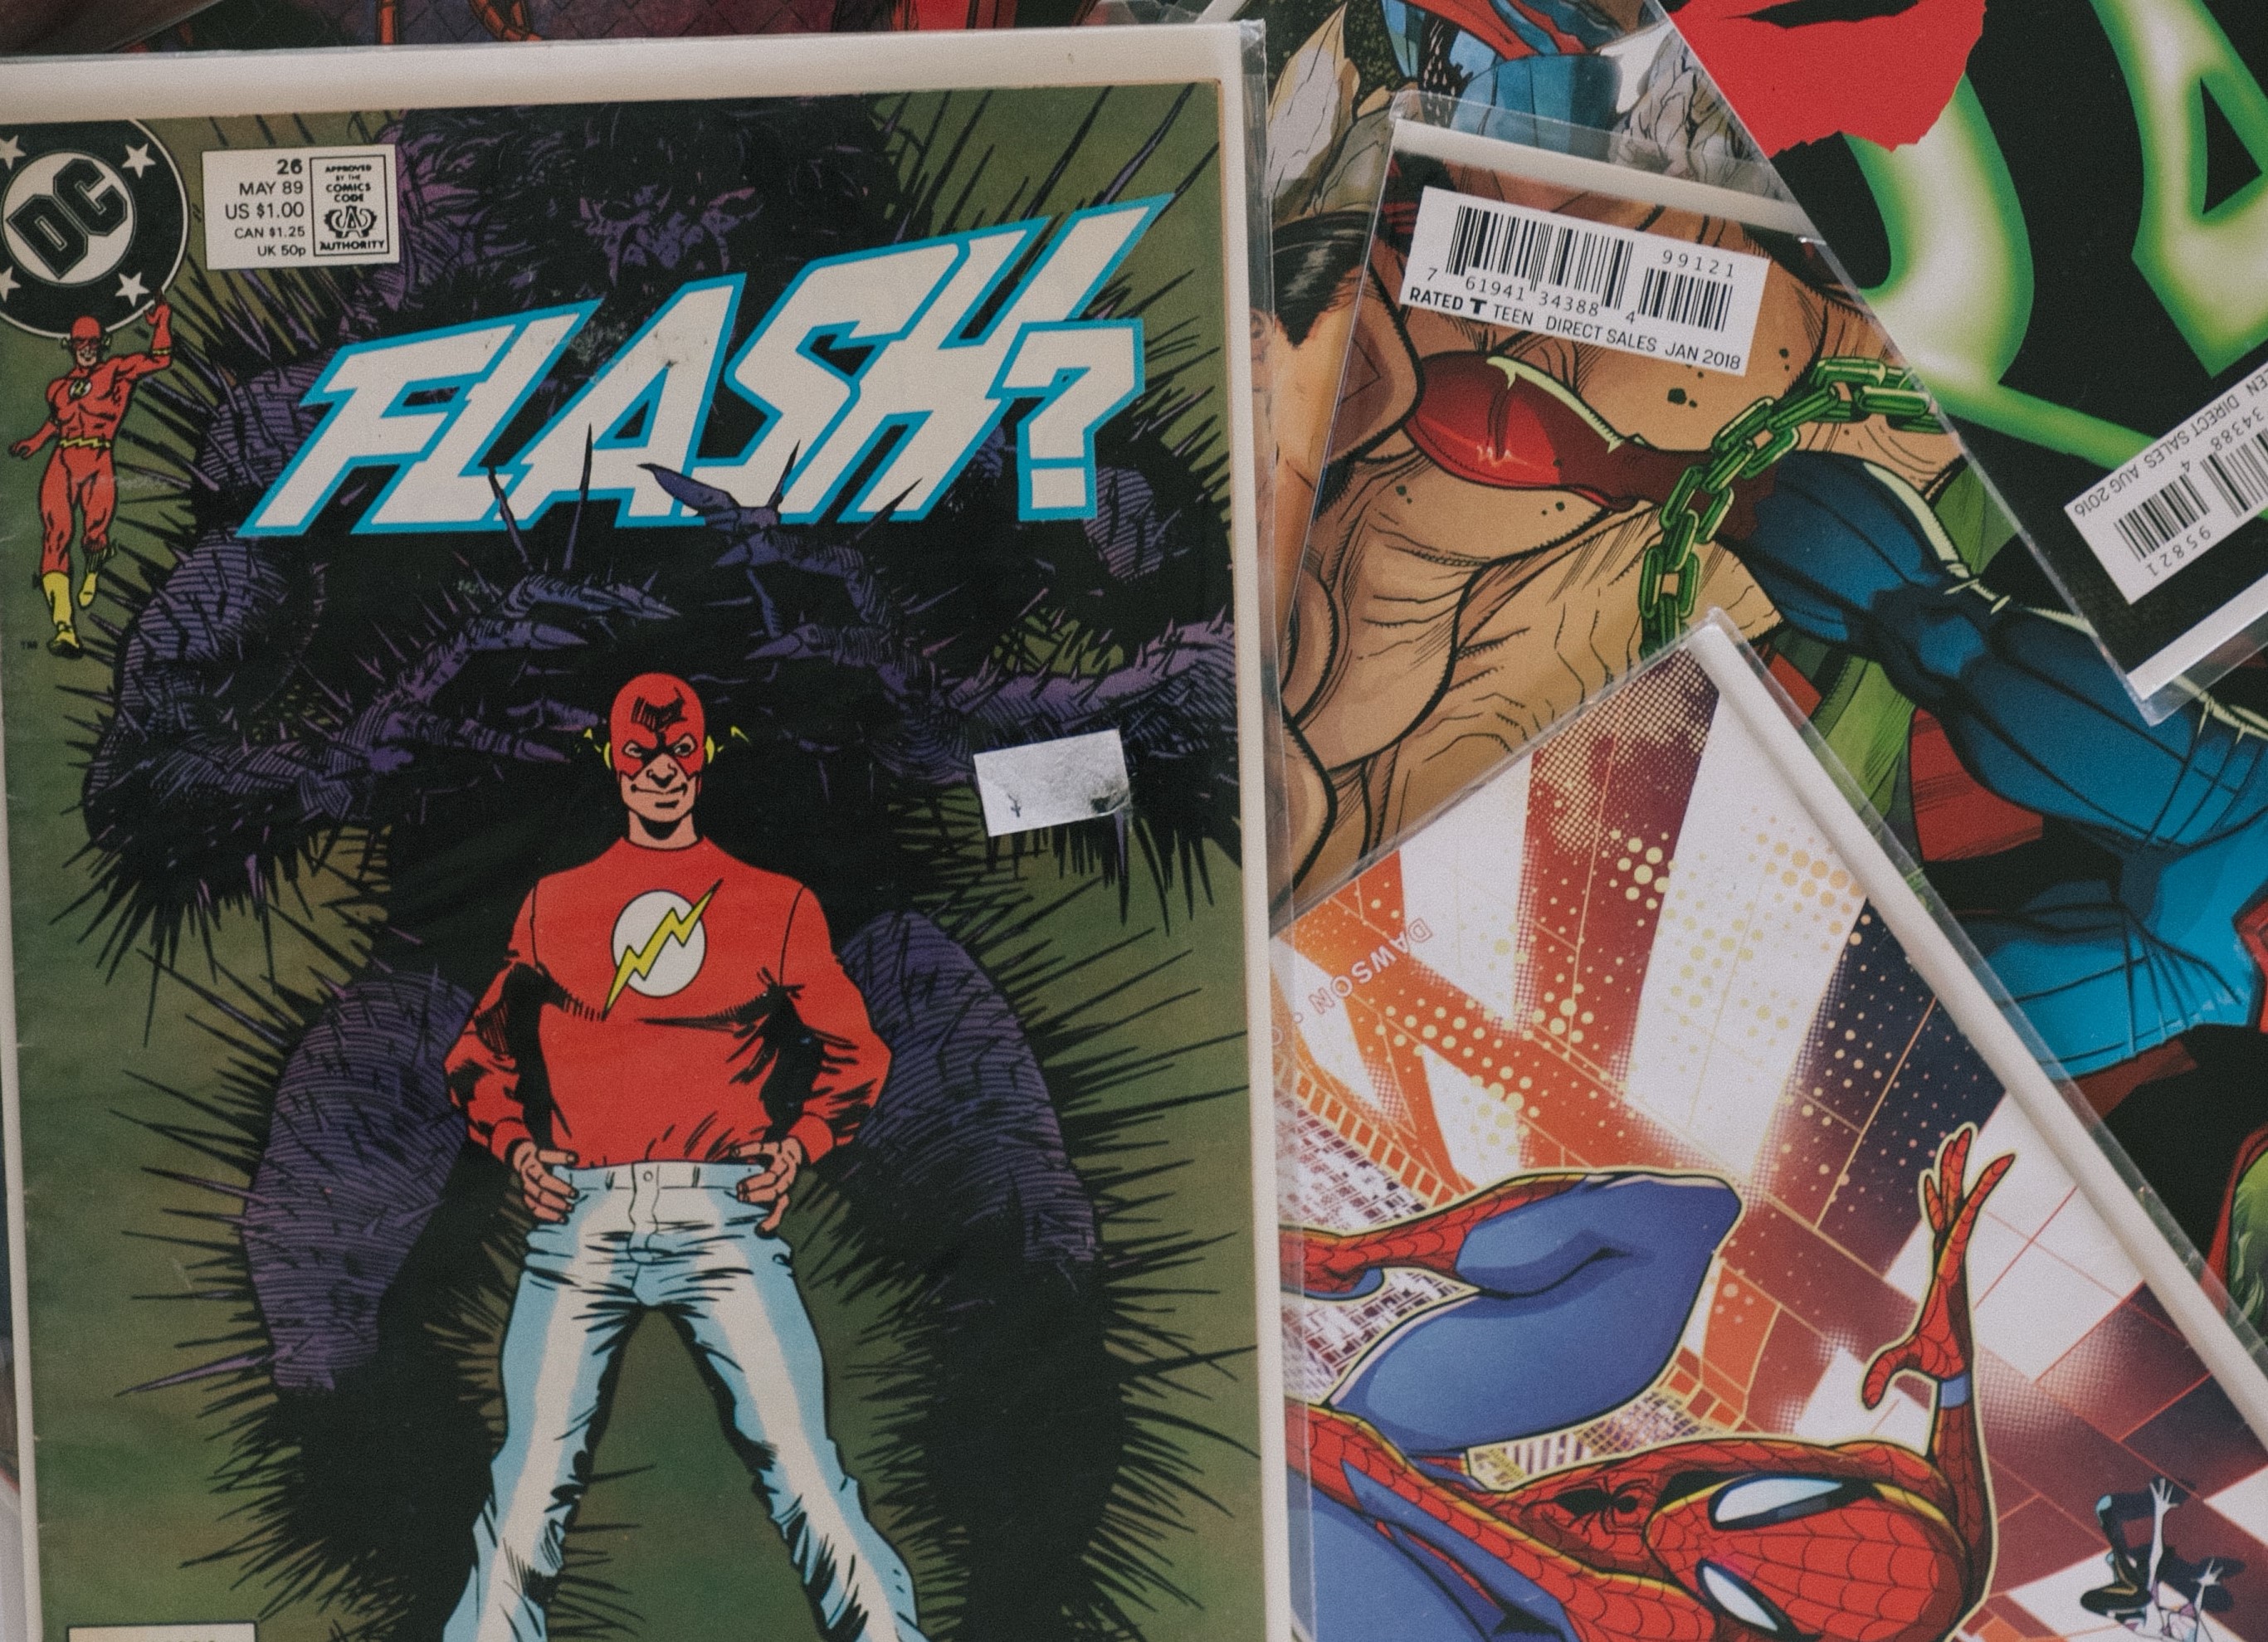 DC
26
MAY 89
US $1.00
CAN $1.25
UK 50p
APPROVED
BY THE
COMICS
CODE
CA
AUTHORITY
FLASH?
TM
99121
7 61941 34388 4
RATED T TEEN DIRECT SALES JAN 2018
DIRECT SALES AUG 2016
34388 4
95821
DAWSON